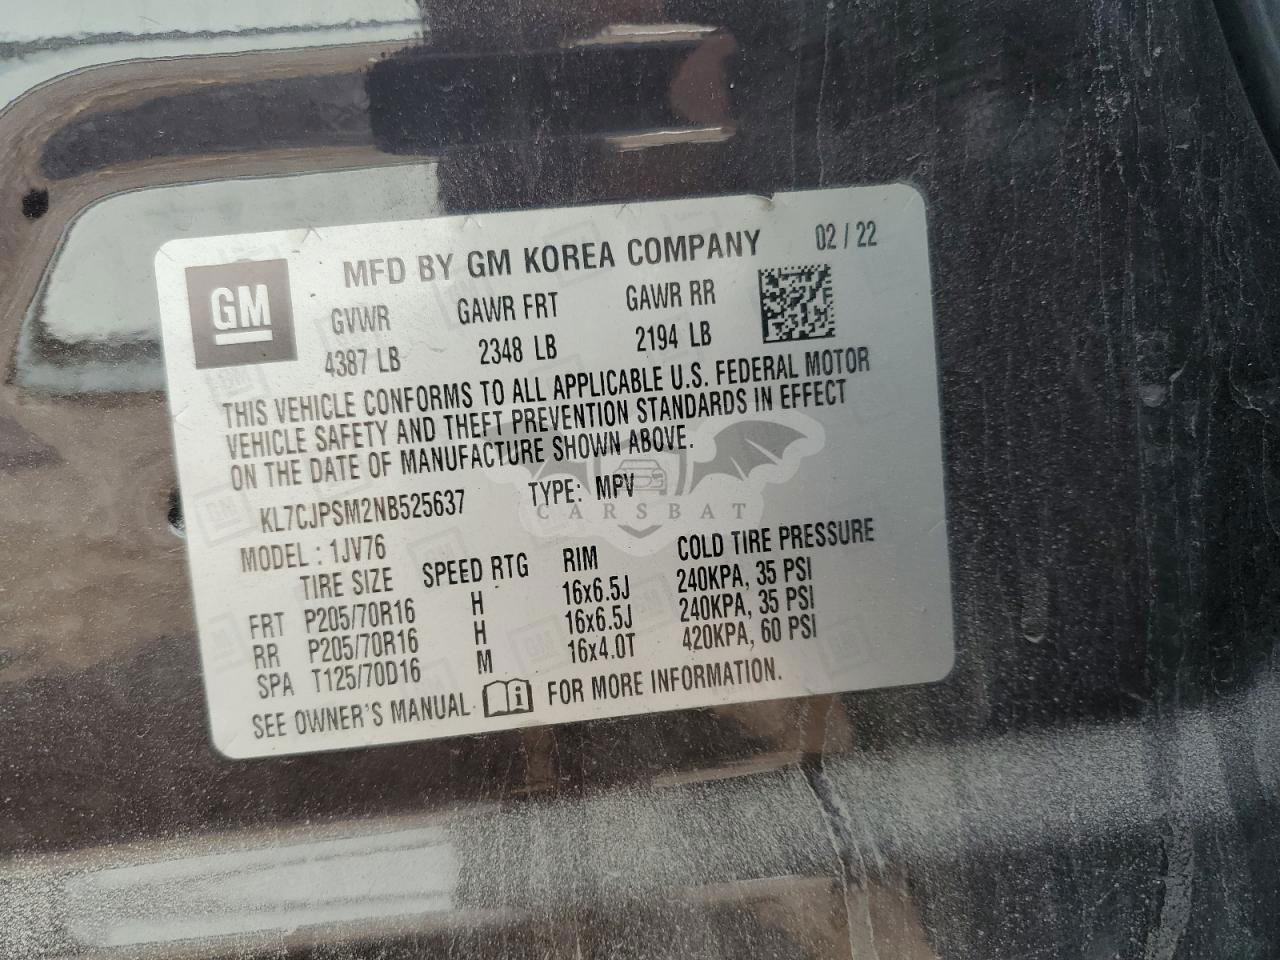 GM
MFD BY GM KOREA COMPANY 02 / 22
GVWR GAWR FRT GAWR RR
4387 LB 2348 LB 2194 LB
THIS VEHICLE CONFORMS TO ALL APPLICABLE U.S. FEDERAL MOTOR
VEHICLE SAFETY AND THEFT PREVENTION STANDARDS IN EFFECT
ON THE DATE OF MANUFACTURE SHOWN ABOVE.
KL7CJPSM2NB525637 TYPE: MPV
CARSBAT
MODEL : 1JV76
TIRE SIZE SPEED RTG RIM COLD TIRE PRESSURE
FRT P205/70R16 H 16x6.5J 240KPA, 35 PSI
RR P205/70R16 H 16x6.5J 240KPA, 35 PSI
SPA T125/70D16 M 16x4.0T 420KPA, 60 PSI
SEE OWNER'S MANUAL FOR MORE INFORMATION.